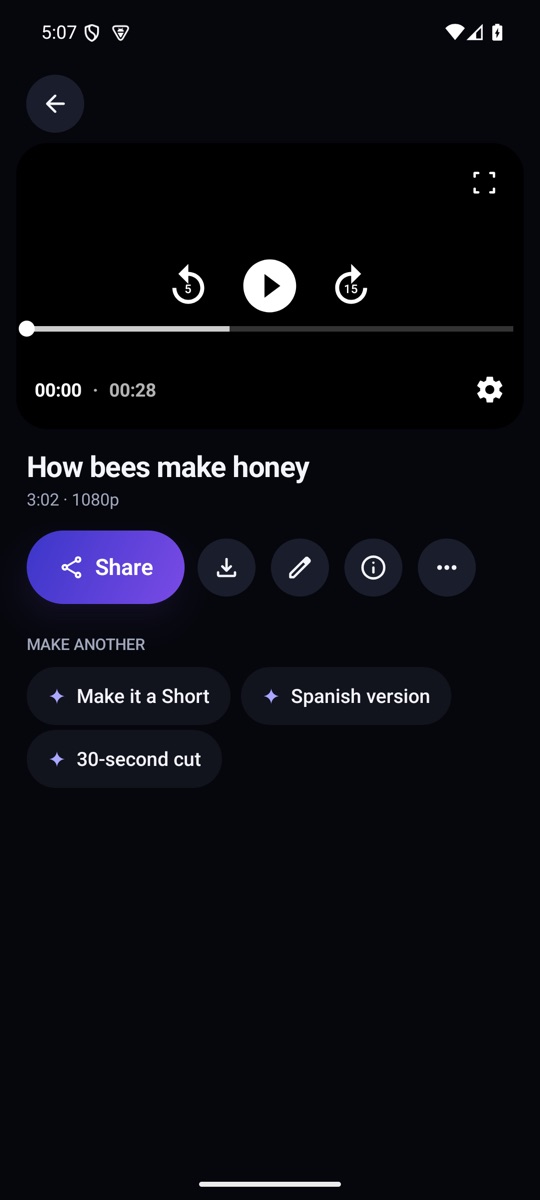 5:07
5
15
00:00 · 00:28
How bees make honey
3:02 · 1080p
Share
MAKE ANOTHER
Make it a Short
Spanish version
30-second cut